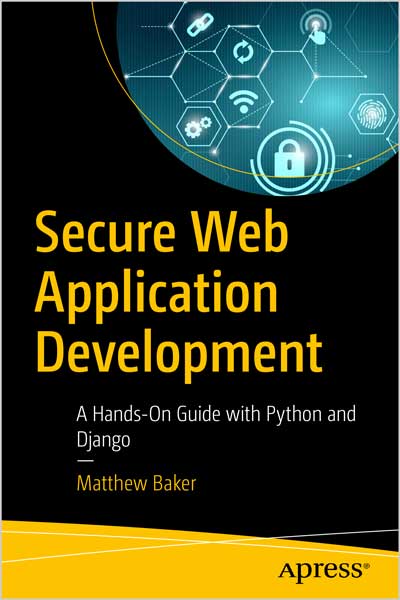 Secure Web
Application
Development
A Hands-On Guide with Python and
Django
—
Matthew Baker
Apress®